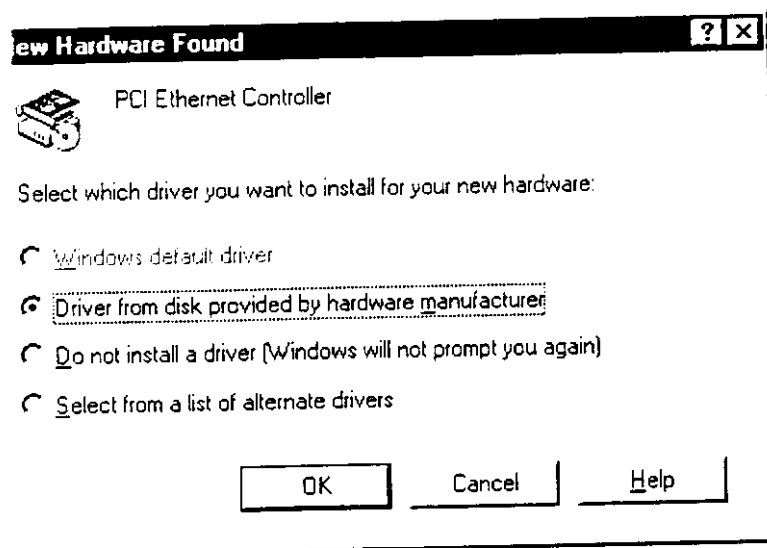 ew Hardware Found
PCI Ethernet Controller
Select which driver you want to install for your new hardware:
Windows default driver
Driver from disk provided by hardware manufacturer
Do not install a driver (Windows will not prompt you again)
Select from a list of alternate drivers
OK Cancel Help